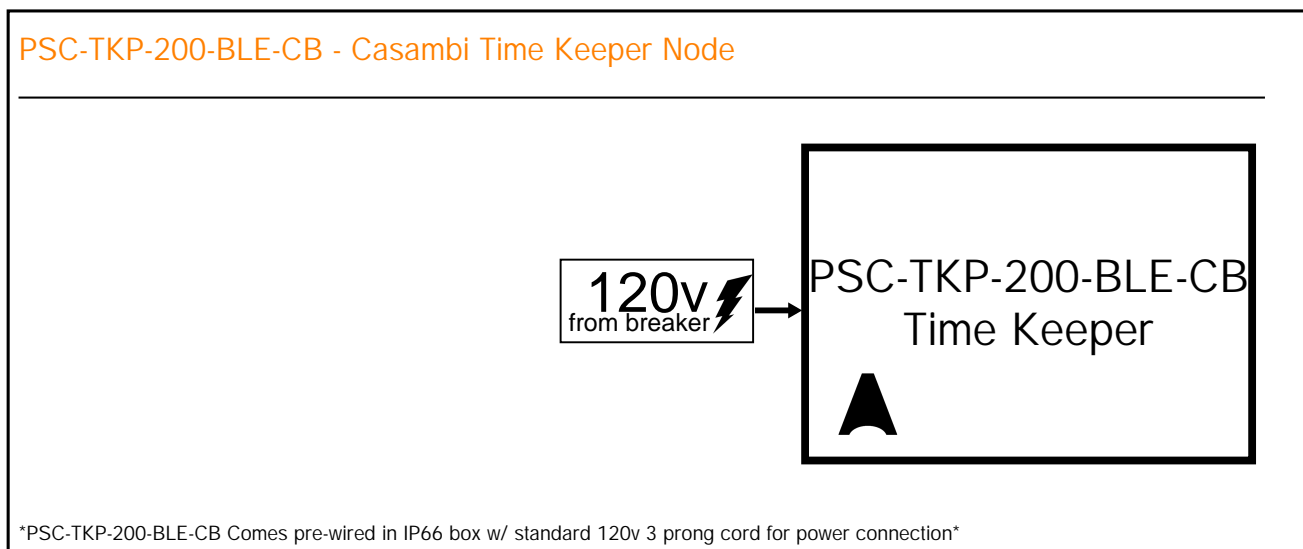 PSC-TKP-200-BLE-CB - Casambi Time Keeper Node
120v
from breaker
PSC-TKP-200-BLE-CB
Time Keeper
*PSC-TKP-200-BLE-CB Comes pre-wired in IP66 box w/ standard 120v 3 prong cord for power connection*